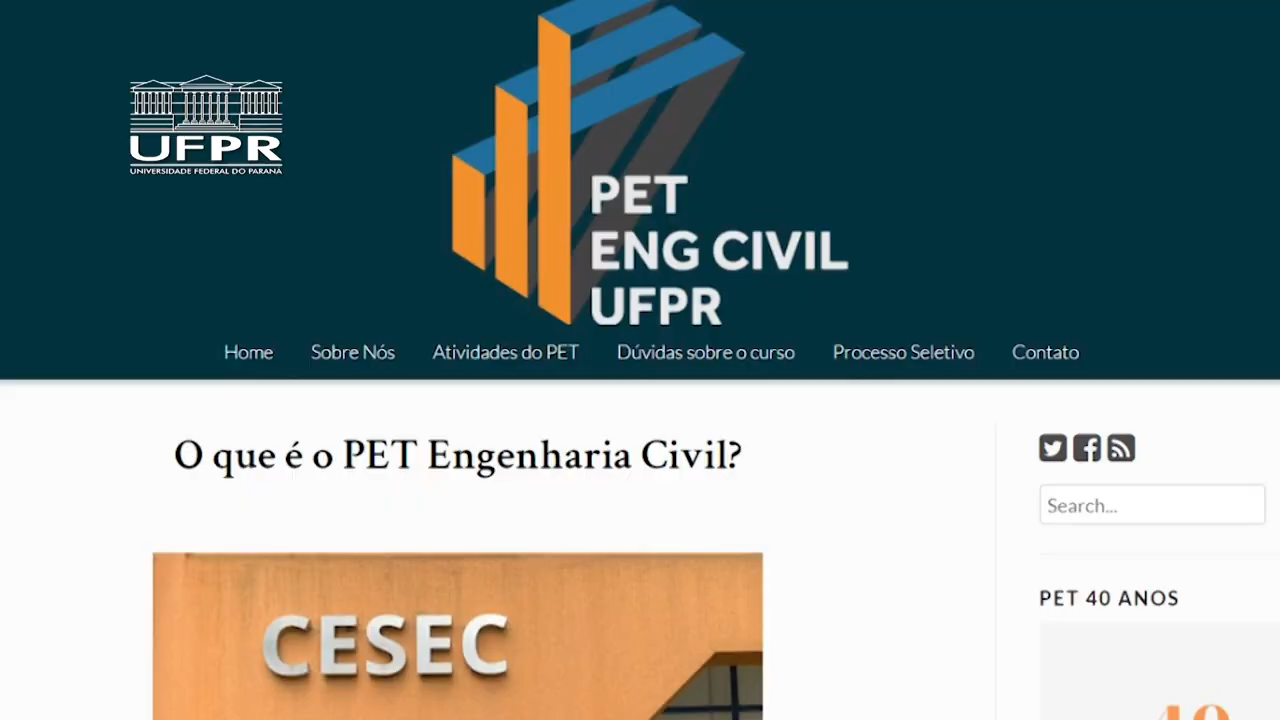 UFPR
UNIVERSIDADE FEDERAL DO PARANÁ
PET
ENG CIVIL
UFPR
Home Sobre Nós Atividades do PET Dúvidas sobre o curso Processo Seletivo Contato
O que é o PET Engenharia Civil?
Search...
CESEC
PET 40 ANOS
40